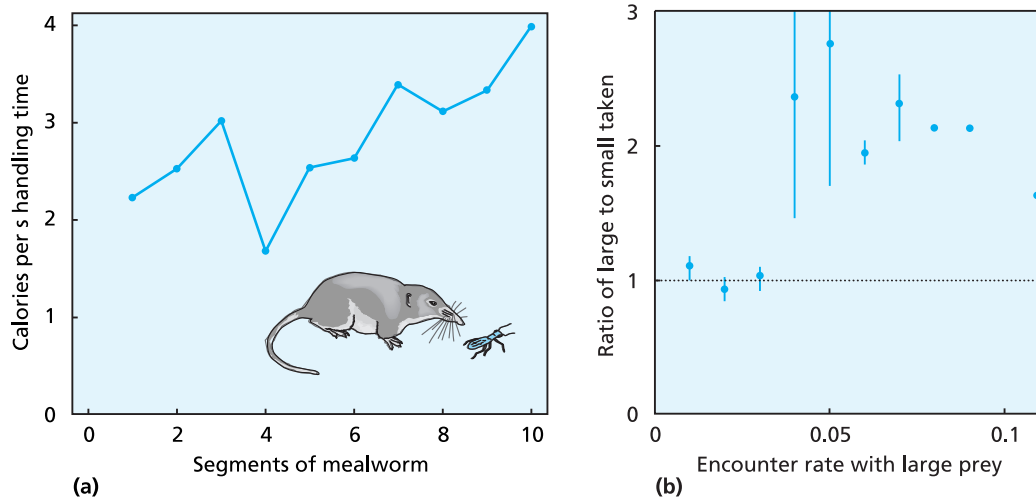 Calories per s handling time
4
3
2
1
0
0 2 4 6 8 10
Segments of mealworm
(a)
Ratio of large to small taken
3
2
1
0
0 0.05 0.1
Encounter rate with large prey
(b)